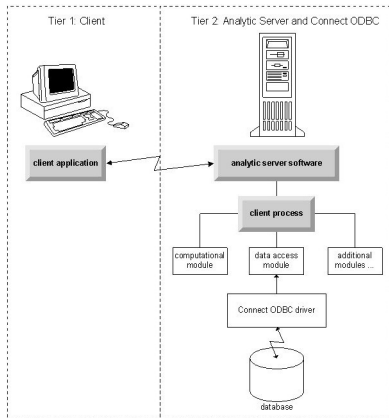 Tier 1: Client
Tier 2: Analytic Server and Connect ODBC
client application
analytic server software
client process
computational
module
data access
module
additional
modules ...
Connect ODBC driver
database